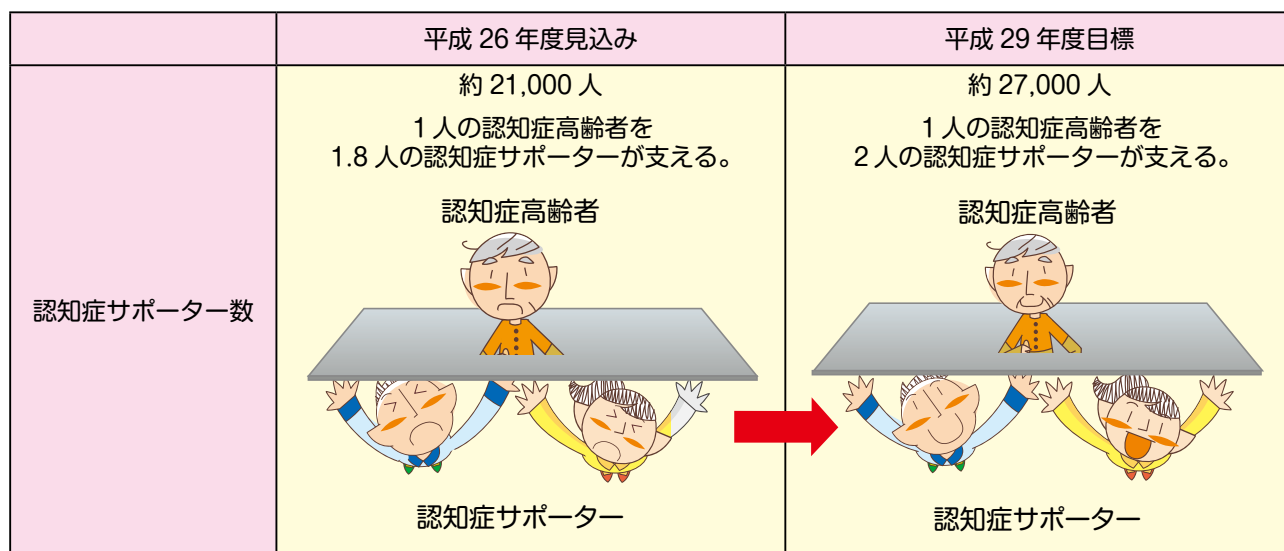 平成 26 年度見込み
平成 29 年度目標
認知症サポーター数
約 21,000 人
1 人の認知症高齢者を
1.8 人の認知症サポーターが支える。
認知症高齢者
認知症サポーター
約 27,000 人
1 人の認知症高齢者を
2 人の認知症サポーターが支える。
認知症高齢者
認知症サポーター